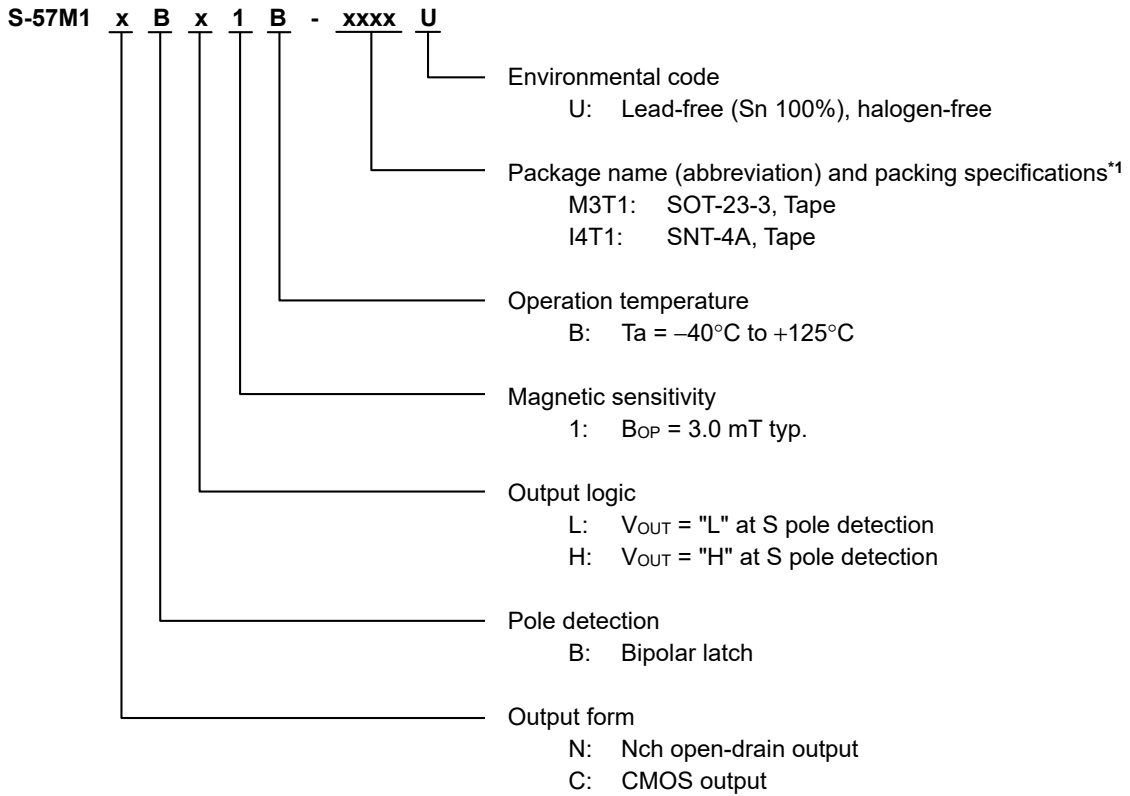 S-57M1 x B x 1 B - xxxx U
Environmental code
U: Lead-free (Sn 100%), halogen-free
Package name (abbreviation) and packing specifications*1
M3T1: SOT-23-3, Tape
I4T1: SNT-4A, Tape
Operation temperature
B: Ta = −40°C to +125°C
Magnetic sensitivity
1: BOP = 3.0 mT typ.
Output logic
L: VOUT = "L" at S pole detection
H: VOUT = "H" at S pole detection
Pole detection
B: Bipolar latch
Output form
N: Nch open-drain output
C: CMOS output